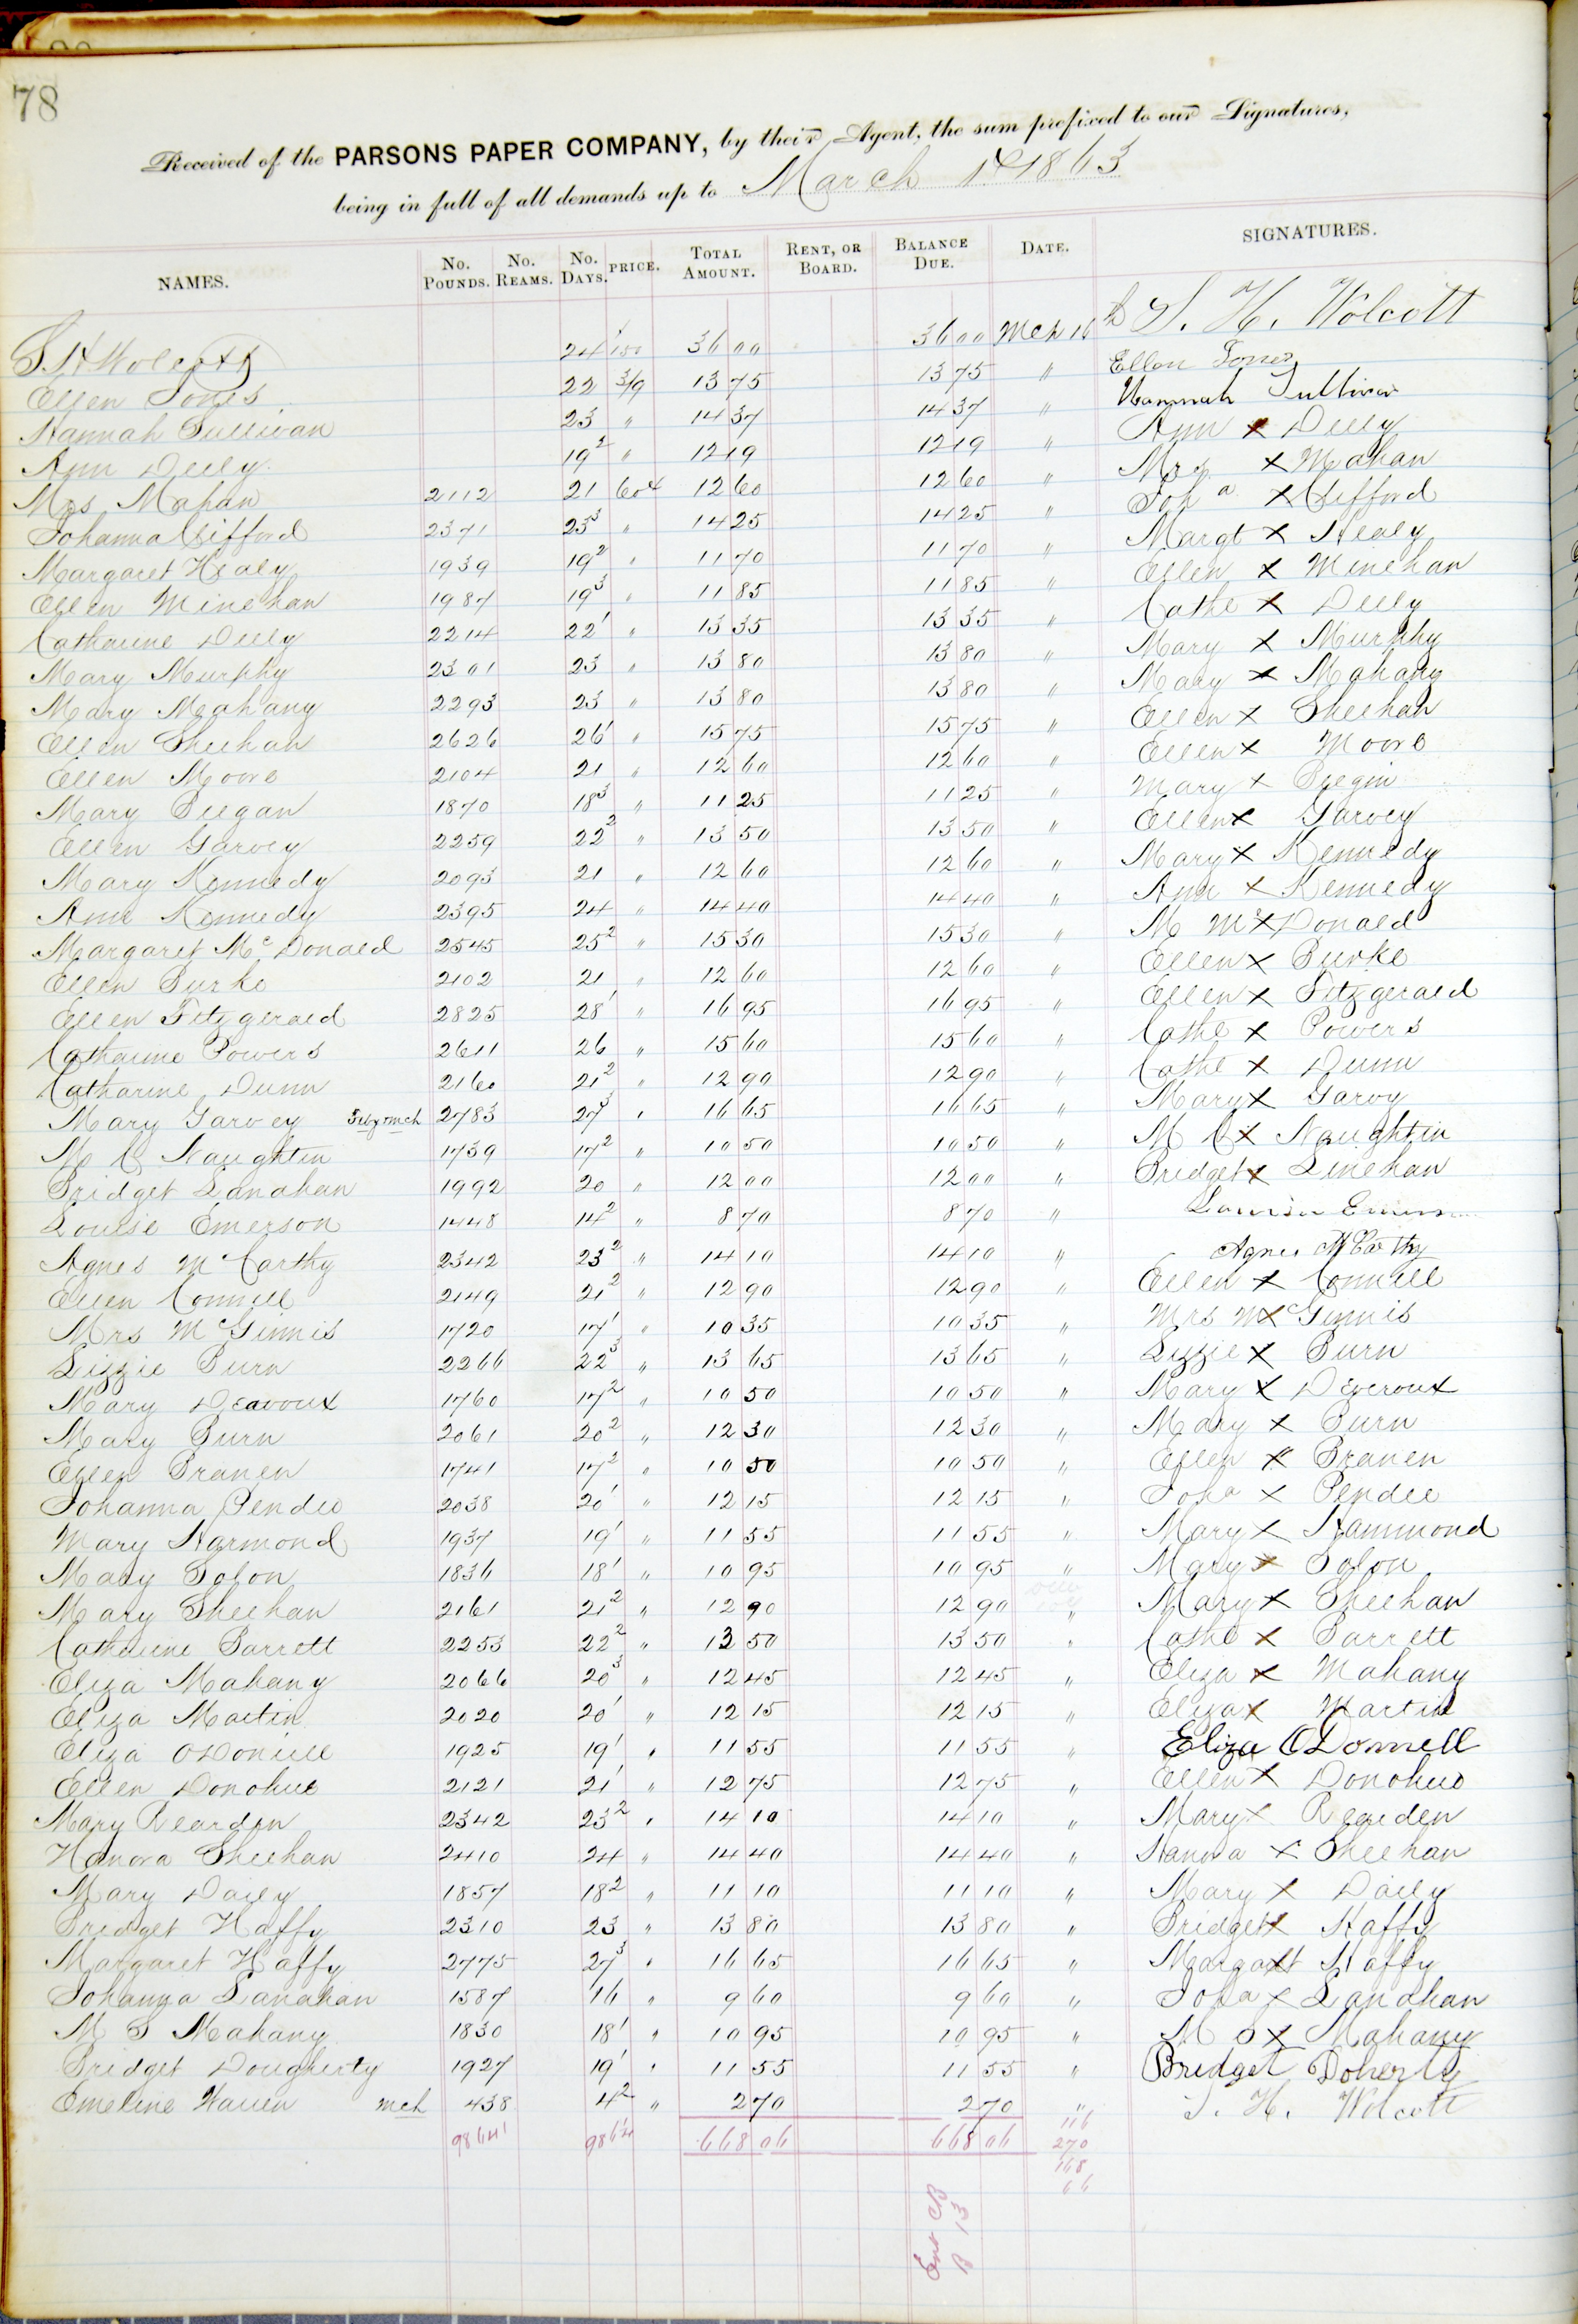 78
Received of the PARSONS PAPER COMPANY, by their Agent, the sum prefixed to our Signatures,
being in full of all demands up to March 1st 1863
NAMES. No. POUNDS. No. REAMS. No. DAYS. PRICE. TOTAL AMOUNT. RENT, OR BOARD. BALANCE DUE. DATE. SIGNATURES.
S. H. Wolcott 24 1 150 36 00 36 00 Mch 16 S. H. Wolcott
Ellen Jones 22 3/9 13 75 13 75 " Ellen Jones
Hannah Sullivan 23 " 14 37 14 37 " Hannah Sullivan
Ann Deely 19 2 " 12 19 12 19 " Ann x Deely
Mrs Mahan 2112 21 60¢ 12 60 12 60 " Mrs x Mahan
Johanna Clifford 2371 23 3 " 14 25 14 25 " Joha x Clifford
Margaret Healy 1939 19 2 " 11 70 11 70 " Margt x Healy
Ellen Minehan 1987 19 3 " 11 85 11 85 " Ellen x Minehan
Catharine Deely 2214 22 1 " 13 35 13 35 " Cathe x Deely
Mary Murphy 2301 23 " 13 80 13 80 " Mary x Murphy
Mary Mahany 2293 23 " 13 80 13 80 " Mary x Mahany
Ellen Sheehan 2626 26 1 " 15 75 15 75 " Ellen x Sheehan
Ellen Moore 2104 21 " 12 60 12 60 " Ellen x Moore
Mary Beegan 1870 18 3 " 11 25 11 25 " Mary x Beegin
Ellen Garvey 2259 22 2 " 13 50 13 50 " Ellen x Garvey
Mary Kennedy 2093 21 " 12 60 12 60 " Mary x Kennedy
Ann Kennedy 2395 24 " 14 40 14 40 " Ann x Kennedy
Margaret Mc Donald 2545 25 2 " 15 30 15 30 " M Mc x Donald
Ellen Burke 2102 21 " 12 60 12 60 " Ellen x Burke
Ellen Fitzgerald 2825 28 1 " 16 95 16 95 " Ellen x Fitzgerald
Catharine Powers 2611 26 " 15 60 15 60 " Cathe x Powers
Catharine Dunn 2160 21 2 " 12 90 12 90 " Cathe x Dunn
Mary Garvey mch 2783 27 3 " 16 65 16 65 " Mary x Garvy
M C Naughtin 1739 17 2 " 10 50 10 50 " M C x Naughtin
Bridget Lanahan 1992 20 " 12 00 12 00 " Bridget x Linehan
Louise Emerson 1448 14 2 " 8 70 8 70 "
Agnes McCarthy 2342 23 2 " 14 10 14 10 " Agnes McCarthy
Ellen Connell 2149 21 2 " 12 90 12 90 " Ellen x Connell
Mrs McGinnis 1720 17 1 " 10 35 10 35 " Mrs Mc x Ginnis
Lizzie Burn 2266 22 3 " 13 65 13 65 " Lizzie x Burn
Mary Deavoux 1760 17 2 " 10 50 10 50 " Mary x Deveroux
Mary Burn 2061 20 2 " 12 30 12 30 " Mary x Burn
Ellen Branen 1741 17 2 " 10 50 10 50 " Ellen x Branen
Johanna Pendee 2038 20 1 " 12 15 12 15 " Joha x Pendee
Mary Harmond 1937 19 1 " 11 55 11 55 " Mary x Hammond
Mary Solon 1836 18 1 " 10 95 10 95 " Mary x Solon
Mary Sheehan 2161 21 2 " 12 90 12 90 " Mary x Sheehan
Catharine Barrett 2253 22 2 " 13 50 13 50 " Cathe x Barrett
Eliza Mahany 2066 20 3 " 12 45 12 45 " Eliza x Mahany
Eliza Martin 2020 20 1 " 12 15 12 15 " Eliza x Martin
Eliza ODonnell 1925 19 1 " 11 55 11 55 " Eliza ODonnell
Ellen Donohue 2121 21 1 " 12 75 12 75 " Ellen x Donohue
Mary Reardon 2342 23 2 " 14 10 14 10 " Mary x Rearden
Honora Sheehan 2410 24 " 14 40 14 40 " Hanora x Sheehan
Mary Daily 1857 18 2 " 11 10 11 10 " Mary x Daily
Bridget Haffy 2310 23 " 13 80 13 80 " Bridget x Haffy
Margaret Haffy 2775 27 3 " 16 65 16 65 " Margaret x Haffy
Johanna Lanahan 1587 16 " 9 60 9 60 " Joha x Lanahan
M S Mahany 1830 18 1 " 10 95 10 95 " M S x Mahany
Bridget Dougherty 1927 19 1 " 11 55 11 55 " Bridget Doherty
Emeline Warren mch 438 4 2 " 2 70 2 70 " S. H. Wolcott
98641 986 1/4 668 06 668 06 116
270
168
66
Ent CB
B 13